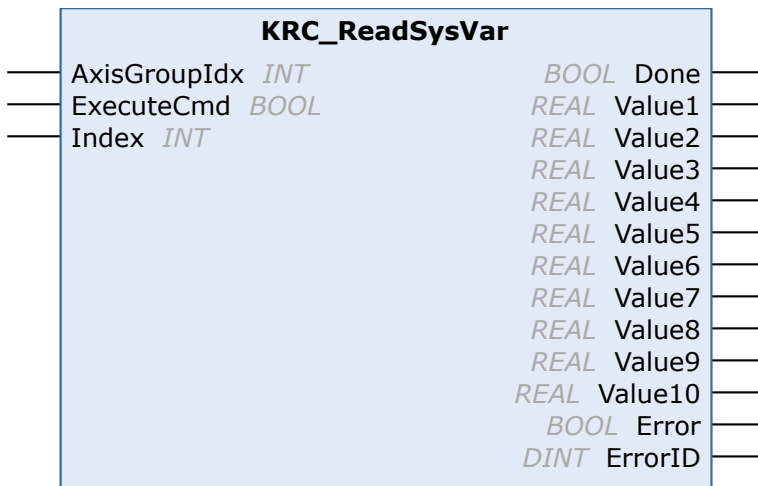 KRC_ReadSysVar
AxisGroupIdx INT BOOL Done
ExecuteCmd BOOL REAL Value1
Index INT REAL Value2
REAL Value3
REAL Value4
REAL Value5
REAL Value6
REAL Value7
REAL Value8
REAL Value9
REAL Value10
BOOL Error
DINT ErrorID